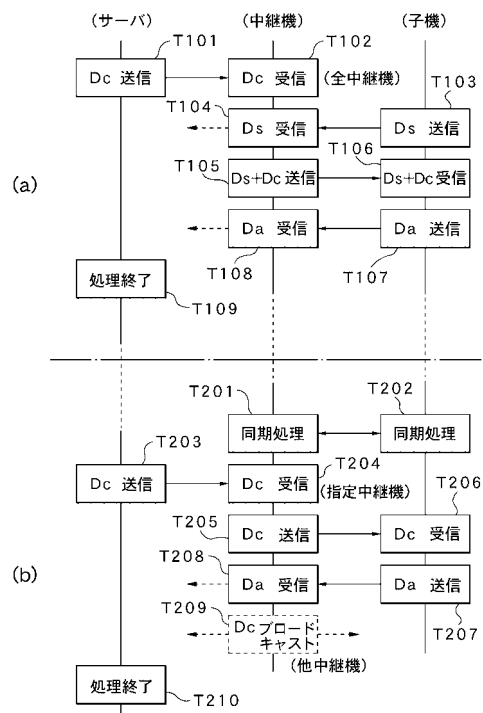 (サーバ) (中継機) (子機)
T101 T102
Dc 送信 Dc 受信 (全中継機)
T104 T103
Ds 受信 Ds 送信
T105 T106
Ds+Dc 送信 Ds+Dc 受信
(a)
Da 受信 Da 送信
T108 T107
処理終了
T109
T201 T202
同期処理 同期処理
T203 T204
Dc 送信 Dc 受信
(指定中継機) T206
T205
Dc 送信 Dc 受信
T208
(b)
Da 受信 Da 送信
T209 T207
Dc ブロード
キャスト
(他中継機)
処理終了
T210